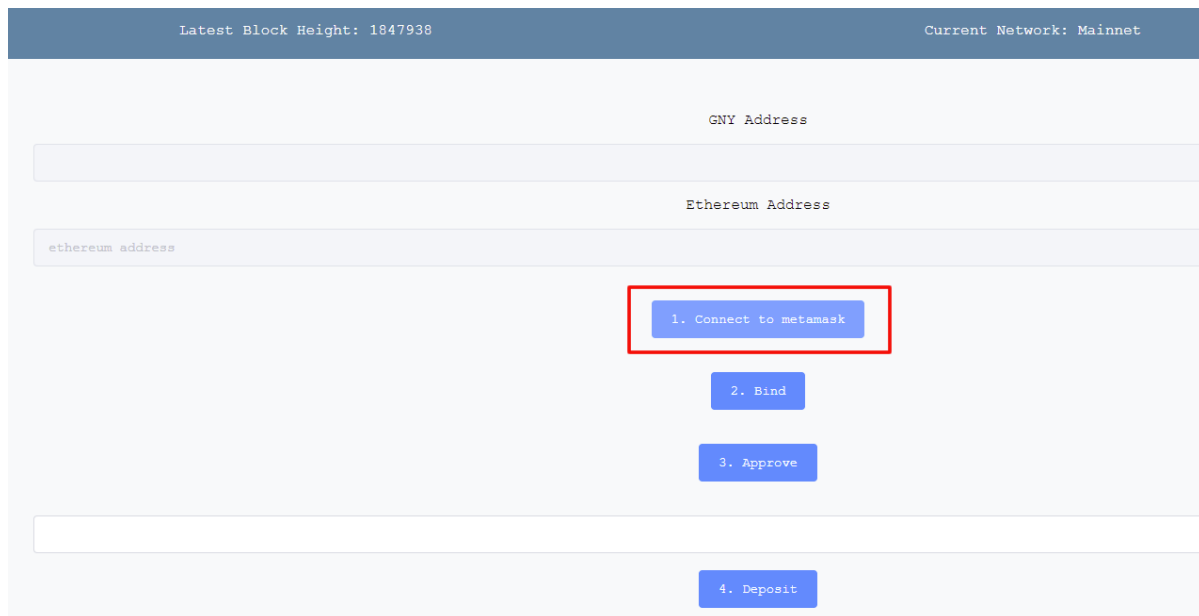 Latest Block Height: 1847938
Current Network: Mainnet
GNY Address
Ethereum Address
ethereum address
1. Connect to metamask
2. Bind
3. Approve
4. Deposit